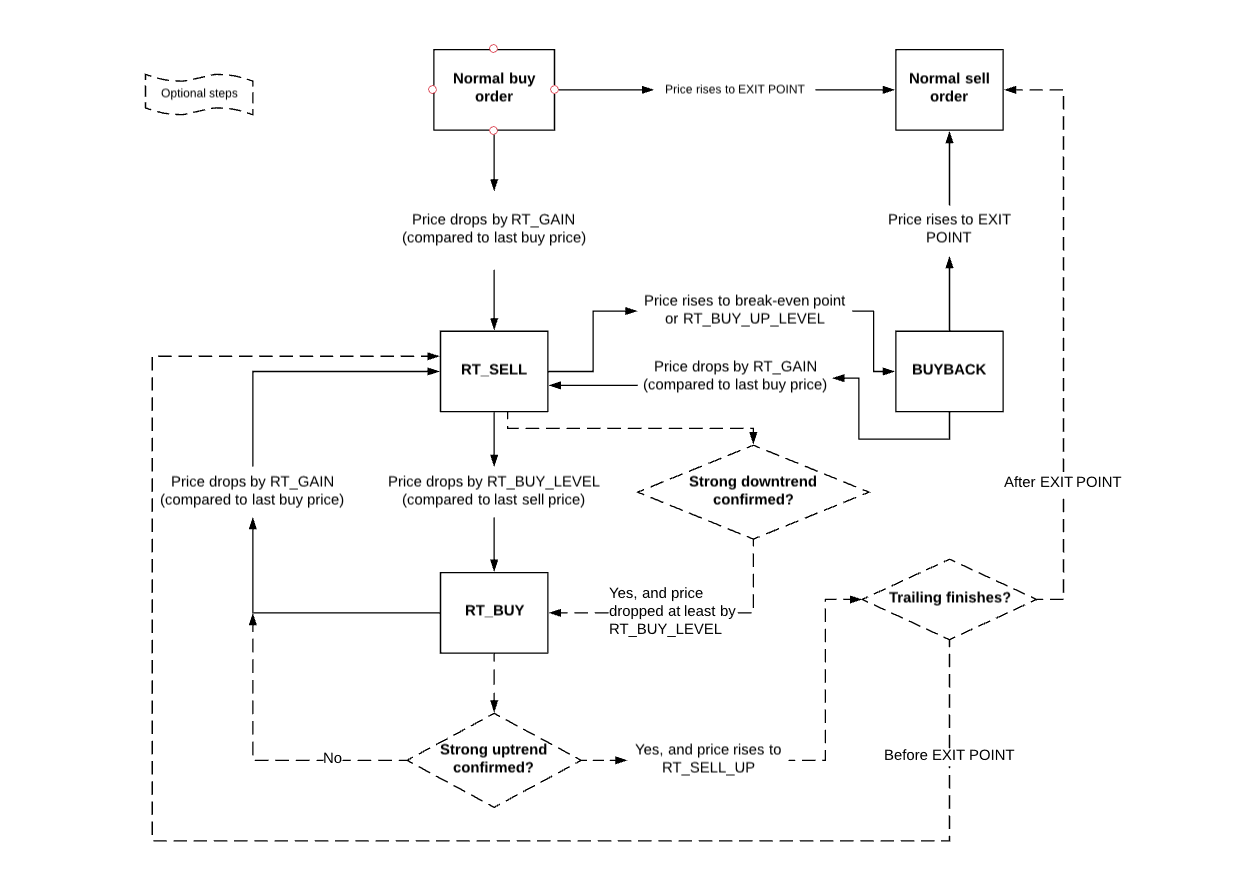 Normal buy
order
Price rises to EXIT POINT
Normal sell
order
Optional steps
Price drops by RT_GAIN
(compared to last buy price)
Price rises to EXIT
POINT
Price rises to break-even point
or RT_BUY_UP_LEVEL
RT_SELL
Price drops by RT_GAIN
(compared to last buy price)
BUYBACK
Price drops by RT_GAIN
(compared to last buy price)
Price drops by RT_BUY_LEVEL
(compared to last sell price)
Strong downtrend
confirmed?
After EXIT POINT
RT_BUY
Yes, and price
dropped at least by
RT_BUY_LEVEL
Trailing finishes?
No
Strong uptrend
confirmed?
Yes, and price rises to
RT_SELL_UP
Before EXIT POINT